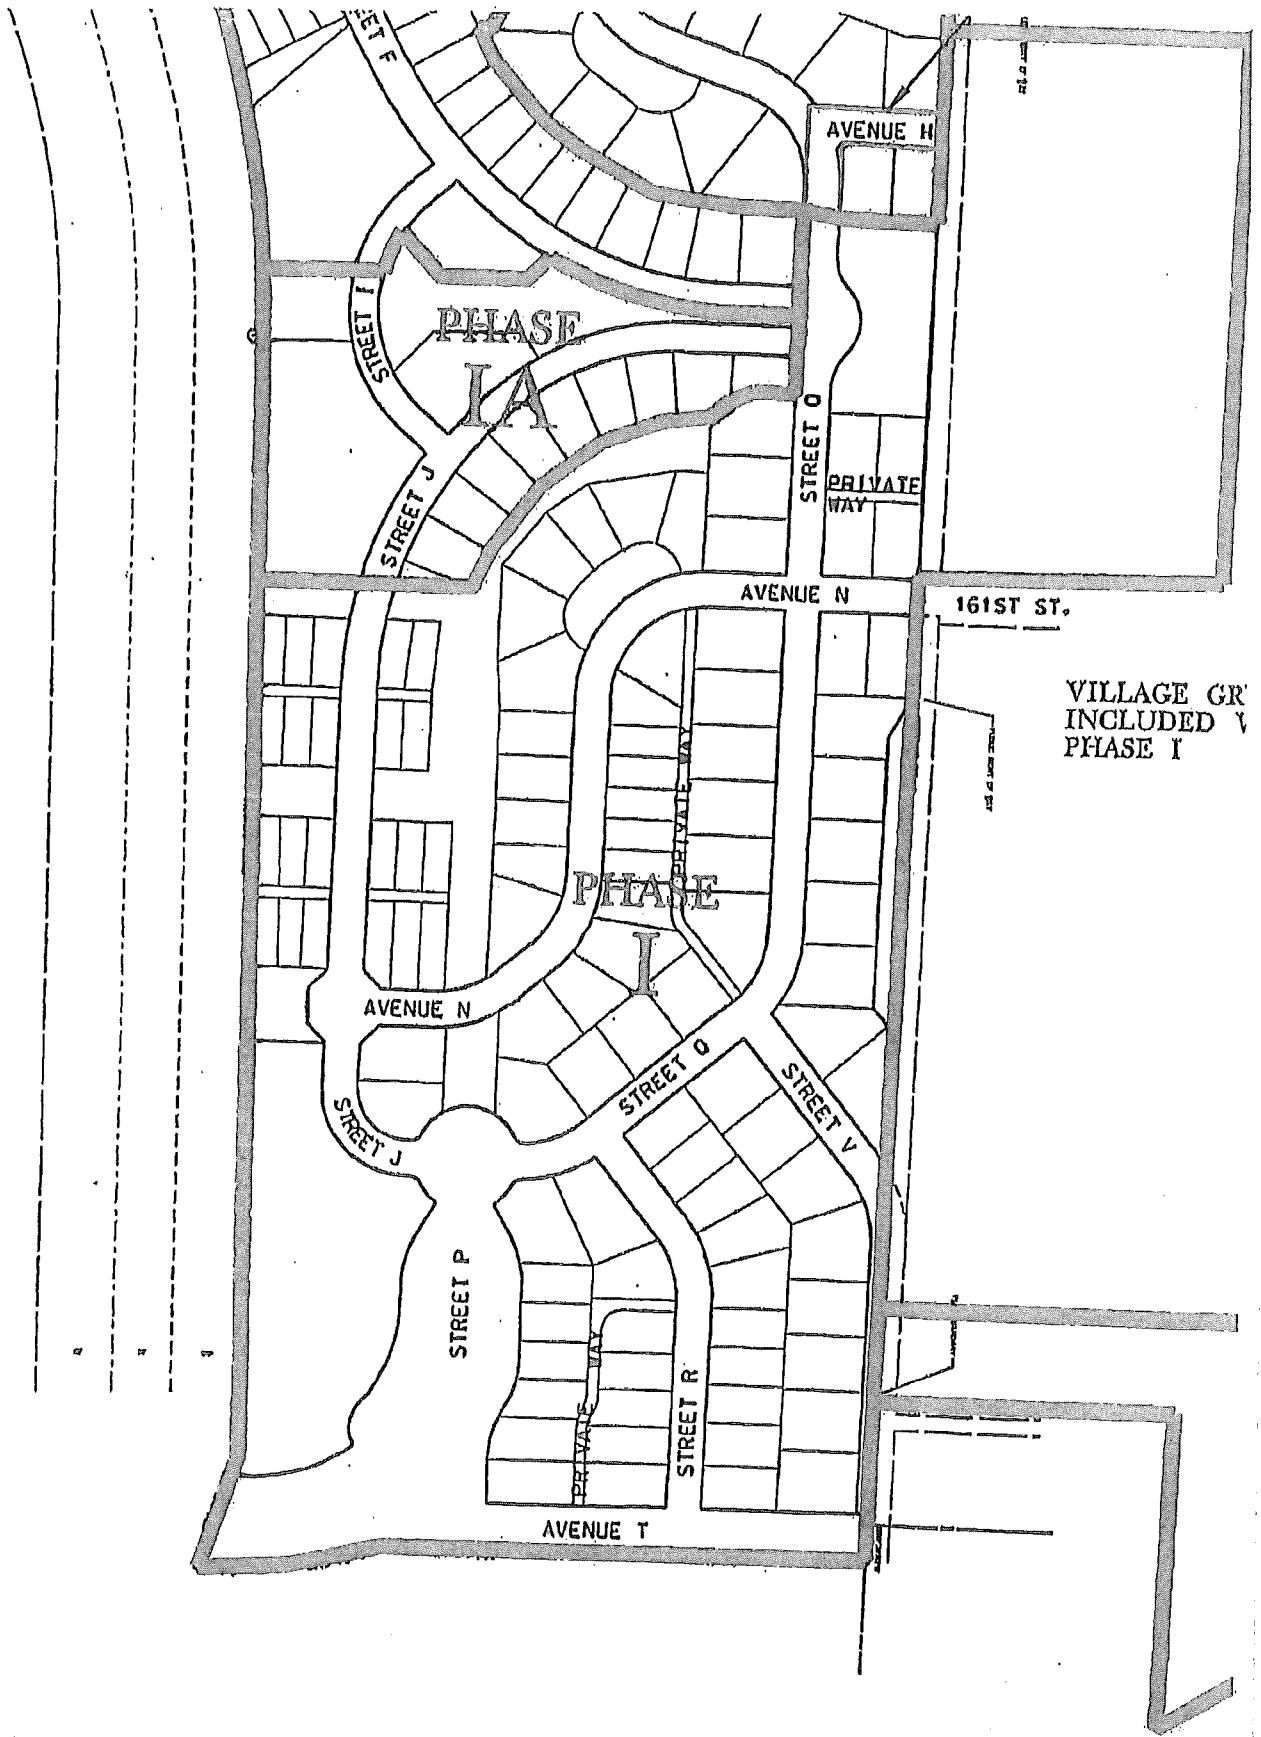 ET F
AVENUE H
PHASE
IA
STREET I
STREET J
STREET Q
PRIVATE
WAY
AVENUE N
161ST ST.
VILLAGE GR
INCLUDED
PHASE I
PRIVATE WAY
PHASE
I
AVENUE N
STREET Q
STREET V
STREET J
STREET P
PRIVATE WAY
STREET R
AVENUE T